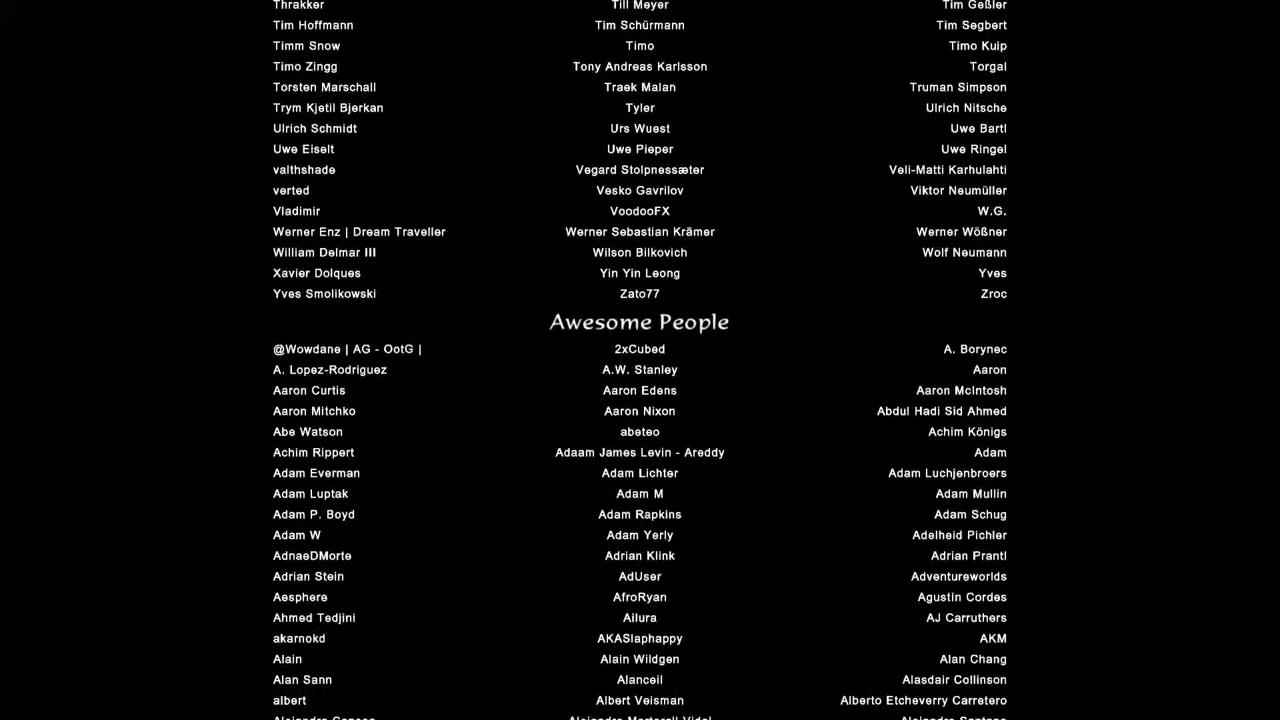 Thrakker Till Meyer Tim Geßler
Tim Hoffmann Tim Schürmann Tim Segbert
Timm Snow Timo Timo Kuip
Timo Zingg Tony Andreas Karlsson Torgal
Torsten Marschall Traek Malan Truman Simpson
Trym Kjetil Bjerkan Tyler Ulrich Nitsche
Ulrich Schmidt Urs Wuest Uwe Bartl
Uwe Eiselt Uwe Pieper Uwe Ringel
valthshade Vegard Stolpnessæter Veli-Matti Karhulahti
verted Vesko Gavrilov Viktor Neumüller
Vladimir VoodooFX W.G.
Werner Enz | Dream Traveller Werner Sebastian Krämer Werner Wößner
William Delmar III Wilson Bilkovich Wolf Neumann
Xavier Dolques Yin Yin Leong Yves
Yves Smolikowski Zato77 Zroc
Awesome People
@Wowdane | AG - OotG | 2xCubed A. Borynec
A. Lopez-Rodriguez A.W. Stanley Aaron
Aaron Curtis Aaron Edens Aaron McIntosh
Aaron Mitchko Aaron Nixon Abdul Hadi Sid Ahmed
Abe Watson abeteo Achim Königs
Achim Rippert Adaam James Levin - Areddy Adam
Adam Everman Adam Lichter Adam Luchjenbroers
Adam Luptak Adam M Adam Mullin
Adam P. Boyd Adam Rapkins Adam Schug
Adam W Adam Yerly Adelheid Pichler
AdnaeDMorte Adrian Klink Adrian Prantl
Adrian Stein AdUser Adventureworlds
Aesphere AfroRyan Agustín Cordes
Ahmed Tedjini Ailura AJ Carruthers
akarnokd AKASlaphappy AKM
Alain Alain Wildgen Alan Chang
Alan Sann Alanceil Alasdair Collinson
albert Albert Veisman Alberto Etcheverry Carretero